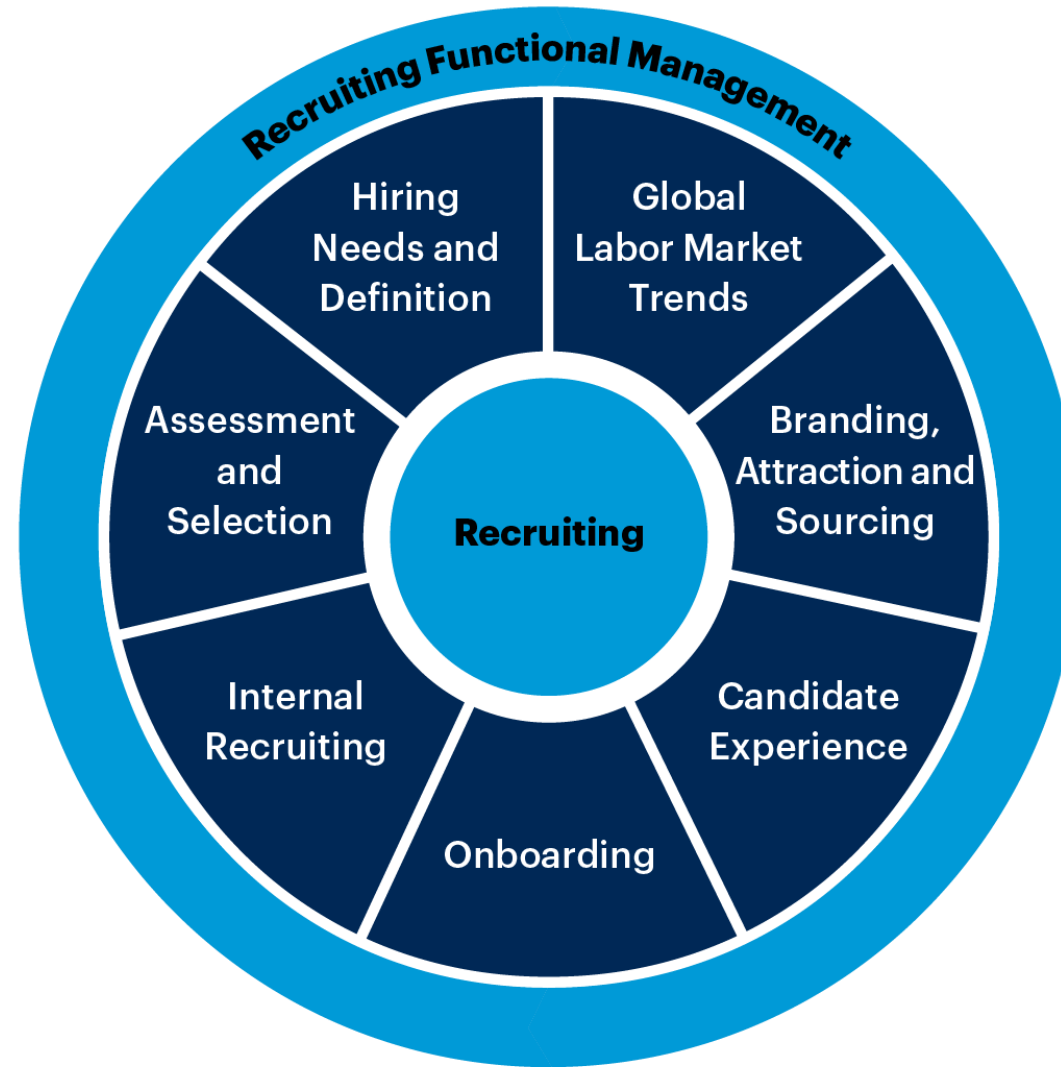 Recruiting Functional Management
Hiring
Needs and
Definition
Global
Labor Market
Trends
Assessment
and
Selection
Branding,
Attraction and
Sourcing
Recruiting
Internal
Recruiting
Candidate
Experience
Onboarding